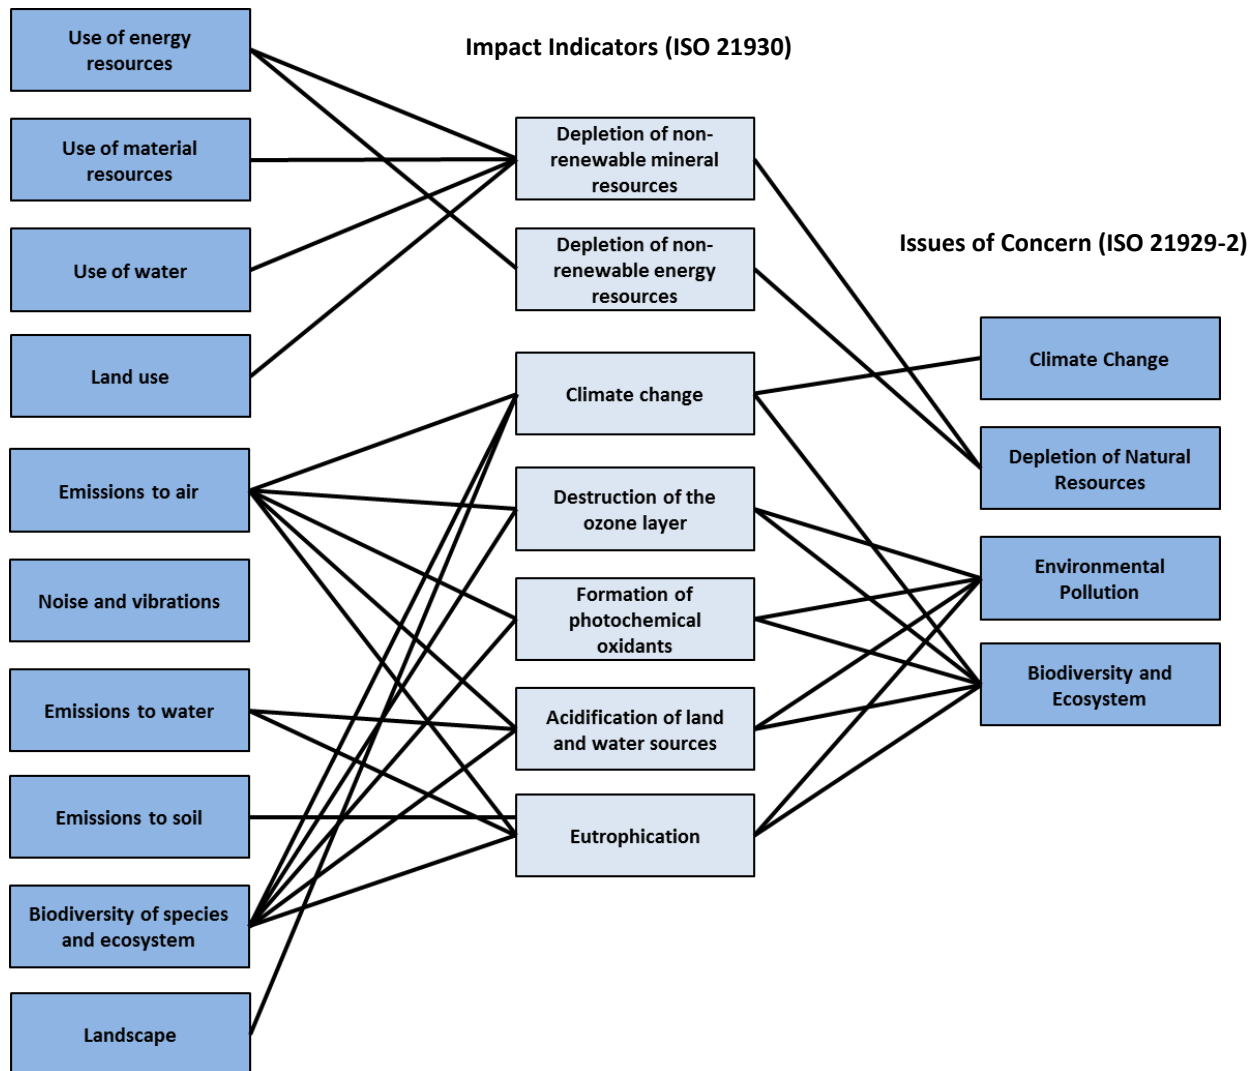 Use of energy
resources
Use of material
resources
Use of water
Land use
Emissions to air
Noise and vibrations
Emissions to water
Emissions to soil
Biodiversity of species
and ecosystem
Landscape
Impact Indicators (ISO 21930)
Depletion of non-
renewable mineral
resources
Depletion of non-
renewable energy
resources
Climate change
Destruction of the
ozone layer
Formation of
photochemical
oxidants
Acidification of land
and water sources
Eutrophication
Issues of Concern (ISO 21929-2)
Climate Change
Depletion of Natural
Resources
Environmental
Pollution
Biodiversity and
Ecosystem